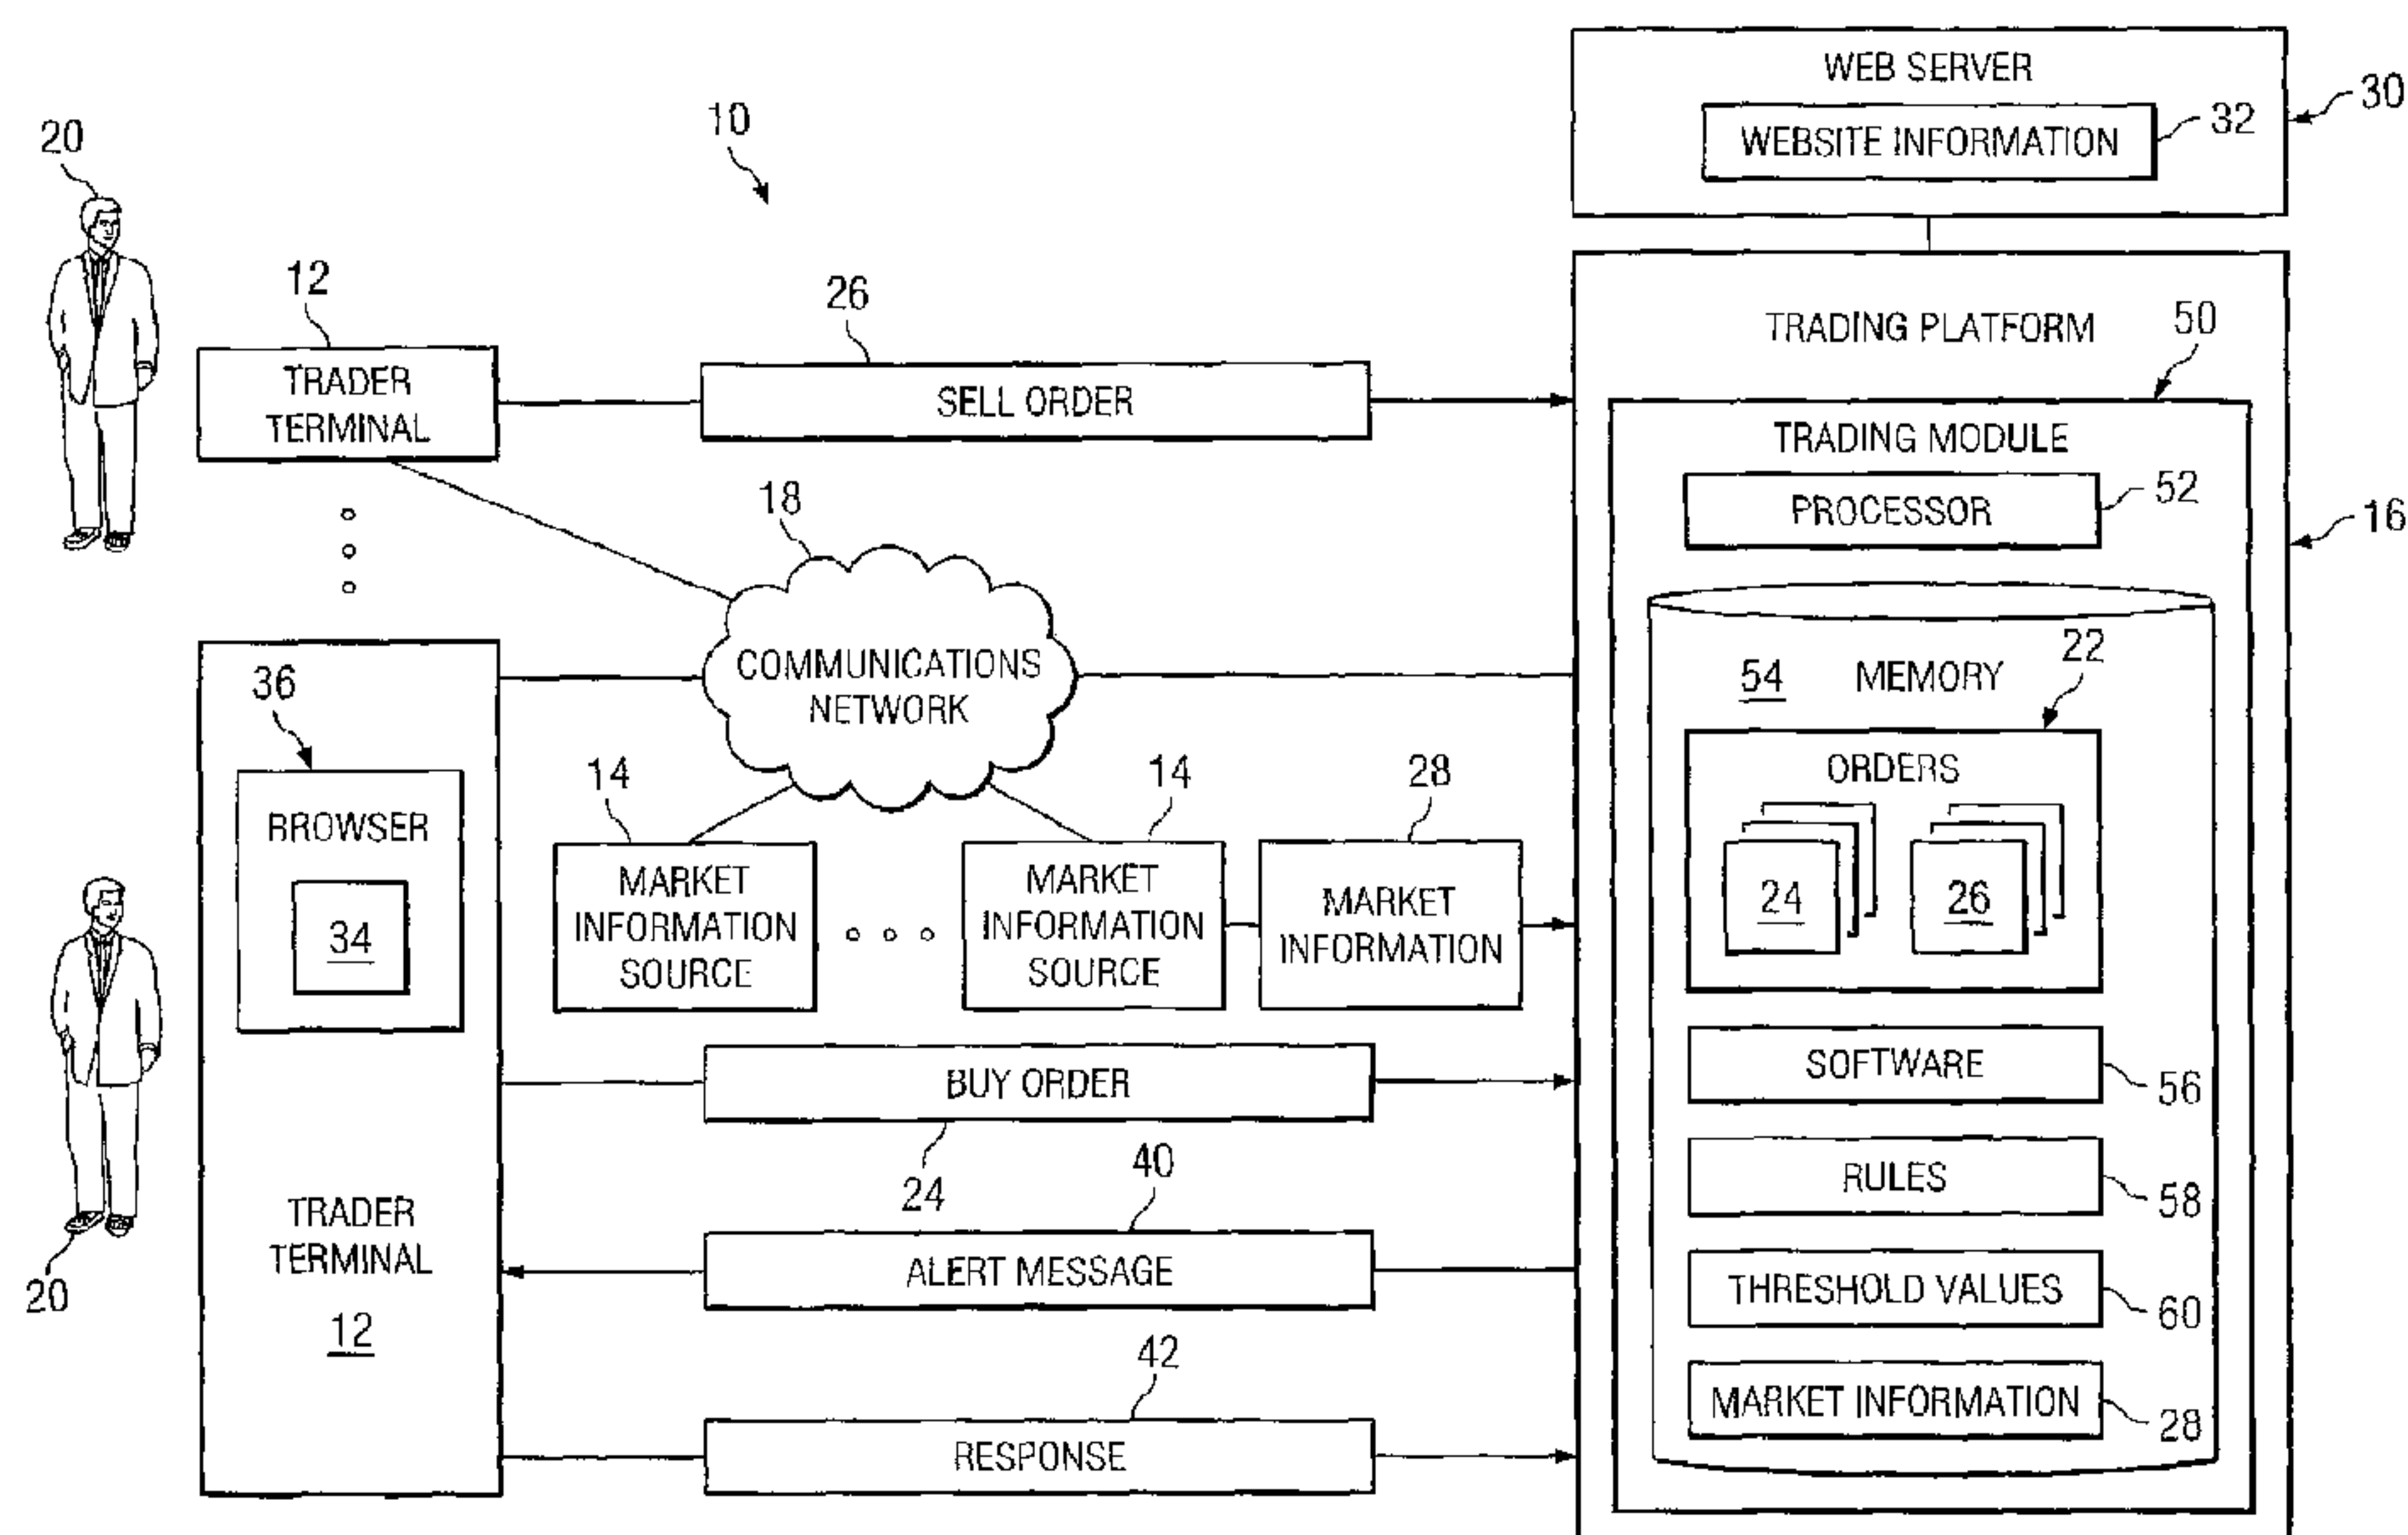 WEB SERVER
30
WEBSITE INFORMATION
32
10
20
TRADING PLATFORM
50
12
26
TRADER
TERMINAL
SELL ORDER
TRADING MODULE
PROCESSOR
52
16
18
COMMUNICATIONS
NETWORK
54
MEMORY
22
36
BROWSER
34
14
MARKET
INFORMATION
SOURCE
14
MARKET
INFORMATION
SOURCE
28
MARKET
INFORMATION
ORDERS
24
26
BUY ORDER
24
SOFTWARE
56
40
ALERT MESSAGE
RULES
58
TRADER
TERMINAL
12
20
THRESHOLD VALUES
60
42
RESPONSE
MARKET INFORMATION
28